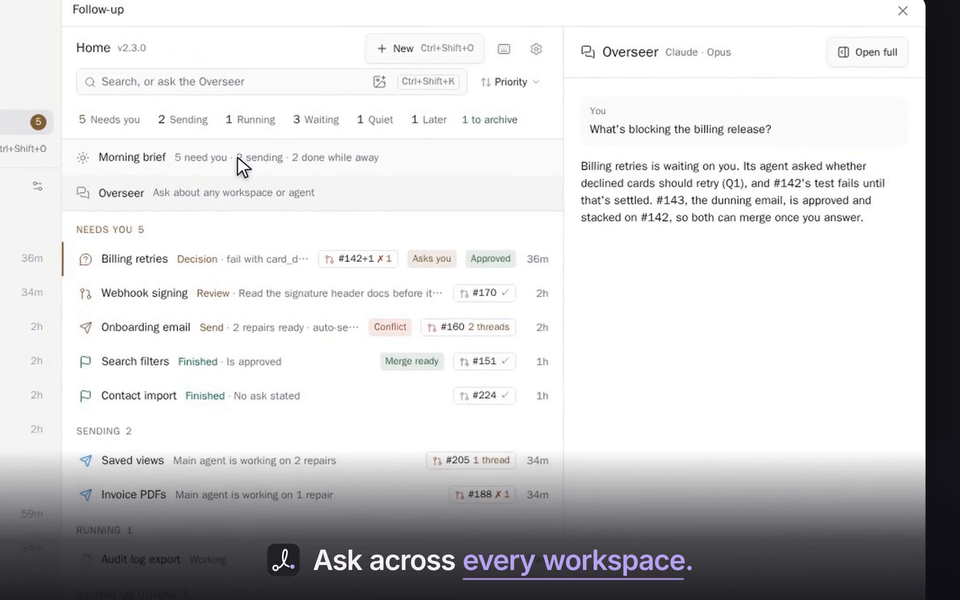 Follow-up
Home v2.3.0
New Ctrl+Shift+O
Search, or ask the Overseer Ctrl+Shift+K
Priority
5 Needs you 2 Sending 1 Running 3 Waiting 1 Quiet 1 Later 1 to archive
5
trl+Shift+O
Morning brief 5 need you · 2 sending · 2 done while away
Overseer Ask about any workspace or agent
NEEDS YOU 5
36m
Billing retries Decision · fail with card_d··· #142+1 ✗ 1 Asks you Approved 36m
34m
Webhook signing Review · Read the signature header docs before it··· #170 ✓ 2h
2h
Onboarding email Send · 2 repairs ready · auto-se··· Conflict #160 2 threads 2h
2h
Search filters Finished · Is approved Merge ready #151 ✓ 1h
2h
Contact import Finished · No ask stated #224 ✓ 1h
2h
SENDING 2
Saved views Main agent is working on 2 repairs #205 1 thread 34m
Invoice PDFs Main agent is working on 1 repair #188 ✗ 1 34m
59m
RUNNING 1
34m
Audit log export Working
Overseer Claude · Opus
Open full
You
What's blocking the billing release?
Billing retries is waiting on you. Its agent asked whether
declined cards should retry (Q1), and #142's test fails until
that's settled. #143, the dunning email, is approved and
stacked on #142, so both can merge once you answer.
Ask across every workspace.